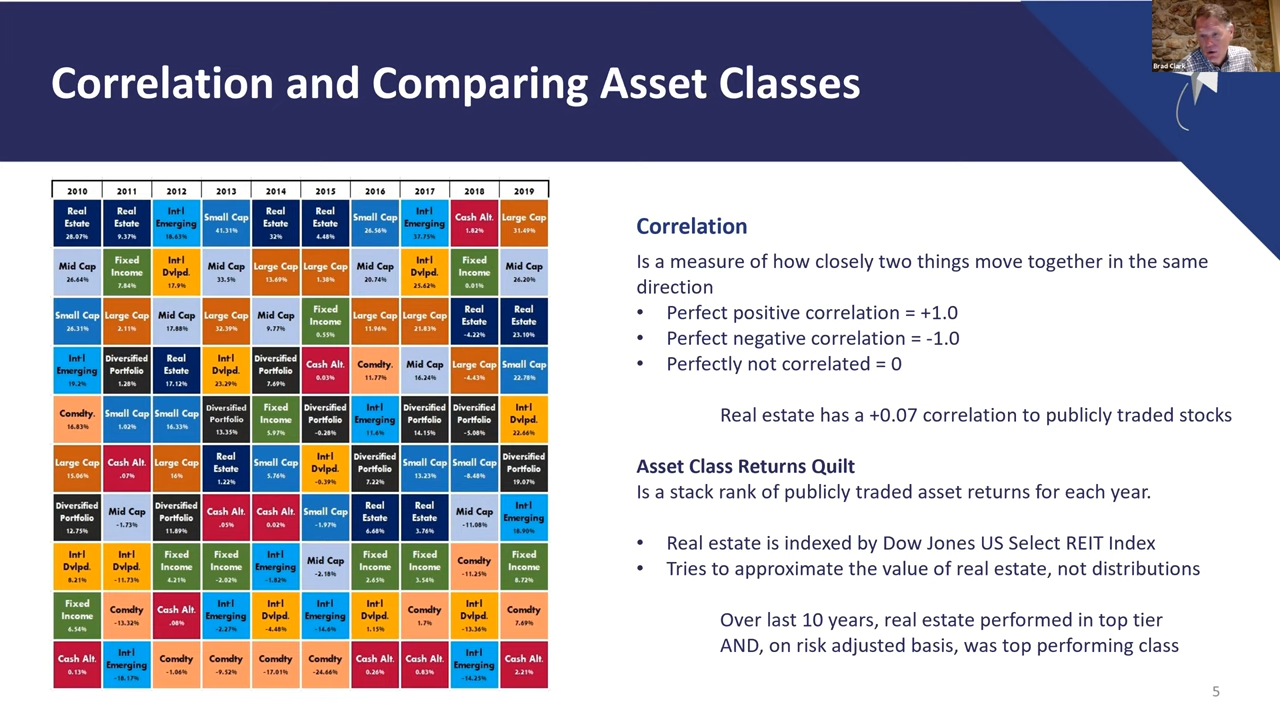 Brad Clark
Correlation and Comparing Asset Classes
2010 2011 2012 2013 2014 2015 2016 2017 2018 2019
Real Estate 28.07% Real Estate 9.37% Int'l Emerging 18.63% Small Cap 41.31% Real Estate 32% Real Estate 4.48% Small Cap 26.56% Int'l Emerging 37.75% Cash Alt. 1.82% Large Cap 31.49%
Mid Cap 26.64% Fixed Income 7.84% Int'l Dvlpd. 17.9% Mid Cap 33.5% Large Cap 13.69% Large Cap 1.38% Mid Cap 20.74% Int'l Dvlpd. 25.62% Fixed Income 0.01% Mid Cap 26.20%
Small Cap 26.31% Large Cap 2.11% Mid Cap 17.88% Large Cap 32.39% Mid Cap 9.77% Fixed Income 0.55% Large Cap 11.96% Large Cap 21.83% Real Estate -4.22% Real Estate 23.10%
Int'l Emerging 19.2% Diversified Portfolio 1.28% Real Estate 17.12% Int'l Dvlpd. 23.29% Diversified Portfolio 7.69% Cash Alt. 0.03% Comdty. 11.77% Mid Cap 16.24% Large Cap -4.43% Small Cap 22.78%
Comdty. 16.83% Small Cap 1.02% Small Cap 16.33% Diversified Portfolio 13.35% Fixed Income 5.97% Diversified Portfolio -0.28% Int'l Emerging 11.6% Diversified Portfolio 14.15% Diversified Portfolio -5.08% Int'l Dvlpd. 22.66%
Large Cap 15.06% Cash Alt. .07% Large Cap 16% Real Estate 1.22% Small Cap 5.76% Int'l Dvlpd. -0.39% Diversified Portfolio 7.22% Small Cap 13.23% Small Cap -8.48% Diversified Portfolio 19.07%
Diversified Portfolio 12.75% Mid Cap -1.73% Diversified Portfolio 11.89% Cash Alt. .05% Cash Alt. 0.02% Small Cap -1.97% Real Estate 6.68% Real Estate 3.76% Mid Cap -11.08% Int'l Emerging 18.90%
Int'l Dvlpd. 8.21% Int'l Dvlpd. -11.73% Fixed Income 4.21% Fixed Income -2.02% Int'l Emerging -1.82% Mid Cap -2.18% Fixed Income 2.65% Fixed Income 3.54% Comdty -11.25% Fixed Income 8.72%
Fixed Income 6.54% Comdty -13.32% Cash Alt. .08% Int'l Emerging -2.27% Int'l Dvlpd. -4.48% Int'l Emerging -14.6% Int'l Dvlpd. 1.15% Comdty 1.7% Int'l Dvlpd. -13.36% Comdty 7.69%
Cash Alt. 0.13% Int'l Emerging -18.17% Comdty -1.06% Comdty -9.52% Comdty -17.01% Comdty -24.66% Cash Alt. 0.26% Cash Alt. 0.83% Int'l Emerging -14.25% Cash Alt. 2.21%
Correlation
Is a measure of how closely two things move together in the same
direction
• Perfect positive correlation = +1.0
• Perfect negative correlation = -1.0
• Perfectly not correlated = 0
Real estate has a +0.07 correlation to publicly traded stocks
Asset Class Returns Quilt
Is a stack rank of publicly traded asset returns for each year.
• Real estate is indexed by Dow Jones US Select REIT Index
• Tries to approximate the value of real estate, not distributions
Over last 10 years, real estate performed in top tier
AND, on risk adjusted basis, was top performing class
5